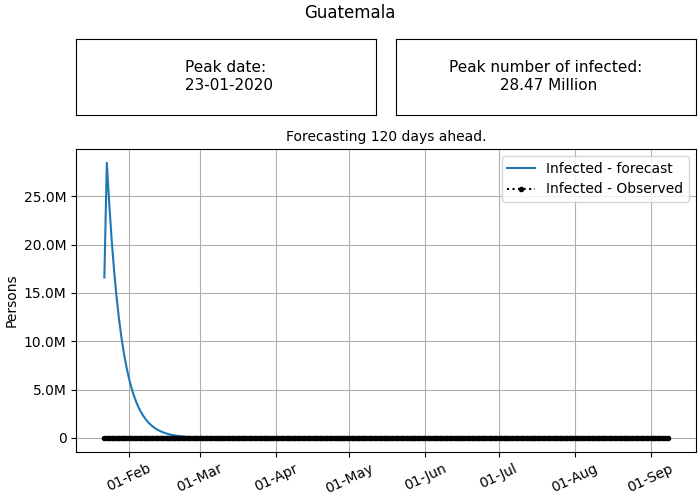 Guatemala
Peak date:
23-01-2020
Peak number of infected:
28.47 Million
Forecasting 120 days ahead.
Infected - forecast
Infected - Observed
Persons
25.0M
20.0M
15.0M
10.0M
5.0M
0
01-Feb
01-Mar
01-Apr
01-May
01-Jun
01-Jul
01-Aug
01-Sep